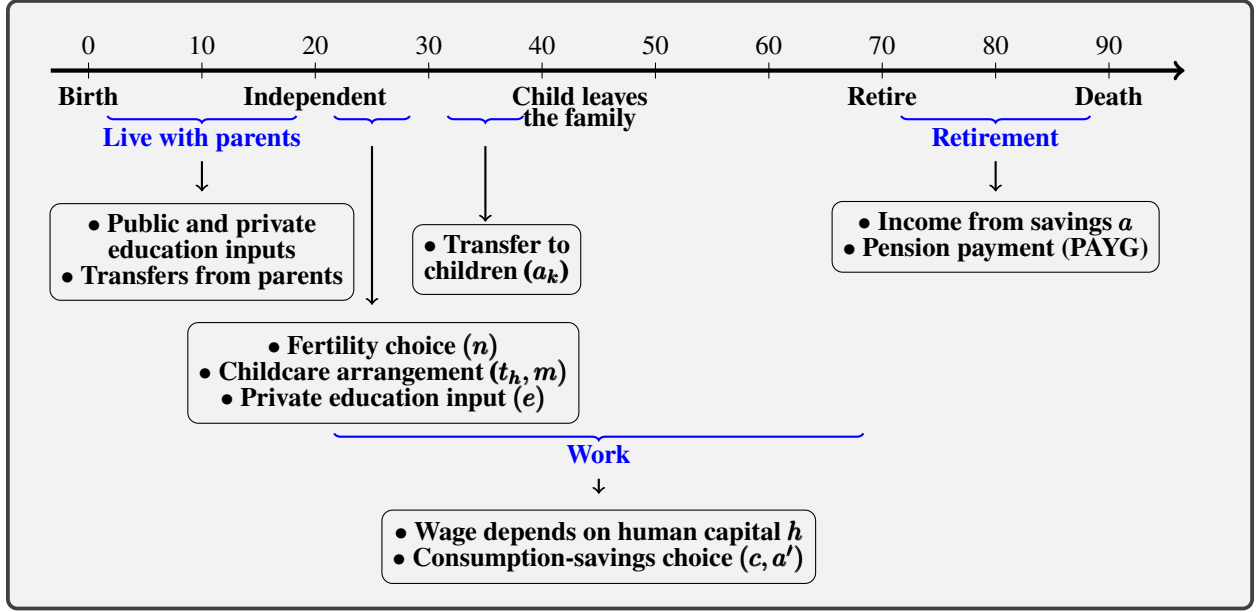 0 10 20 30 40 50 60 70 80 90
Birth Independent Child leaves the family Retire Death
Live with parents
Retirement
• Public and private
education inputs
• Transfers from parents
• Transfer to
children (a_k)
• Income from savings a
• Pension payment (PAYG)
• Fertility choice (n)
• Childcare arrangement (t_h, m)
• Private education input (e)
Work
• Wage depends on human capital h
• Consumption-savings choice (c, a′)